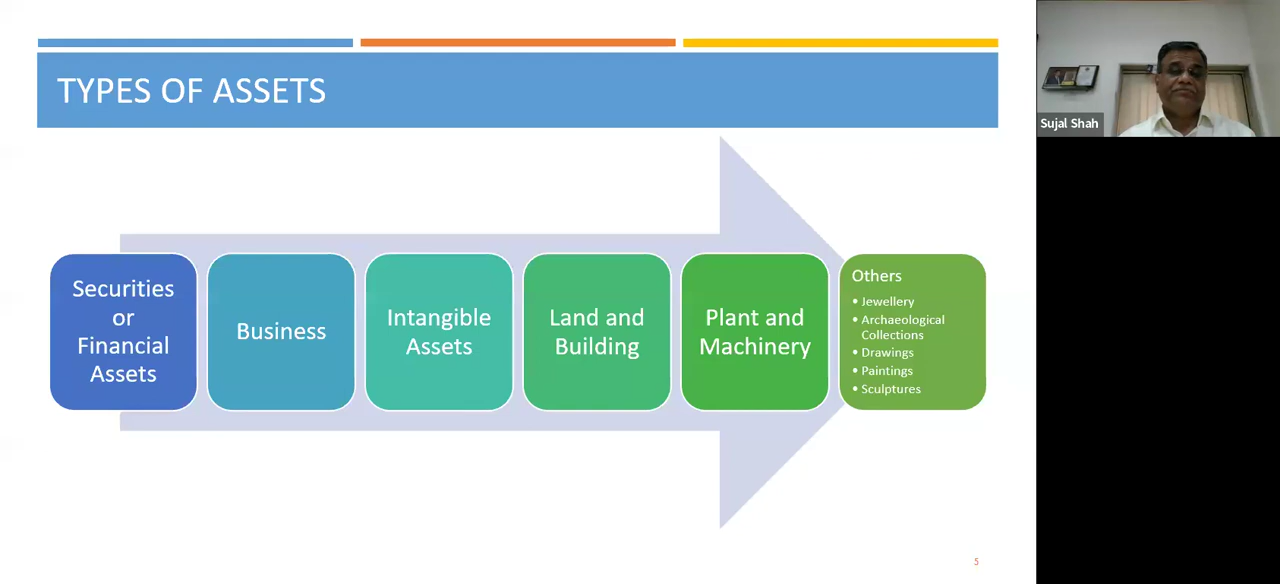 TYPES OF ASSETS
Securities
or
Financial
Assets
Business
Intangible
Assets
Land and
Building
Plant and
Machinery
Others
• Jewellery
• Archaeological
Collections
• Drawings
• Paintings
• Sculptures
5
Sujal Shah